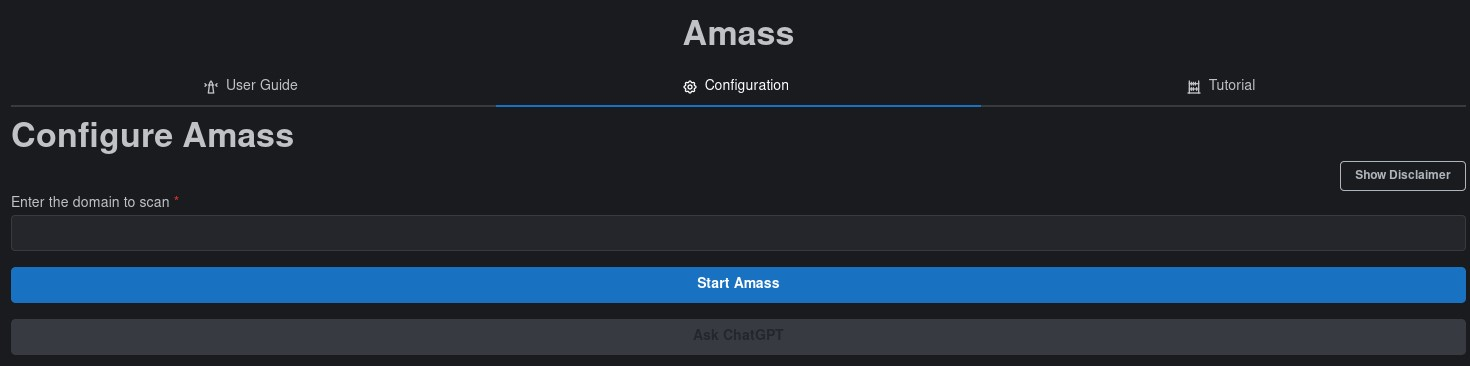 Amass
User Guide
Configuration
Tutorial
Configure Amass
Show Disclaimer
Enter the domain to scan *
Start Amass
Ask ChatGPT